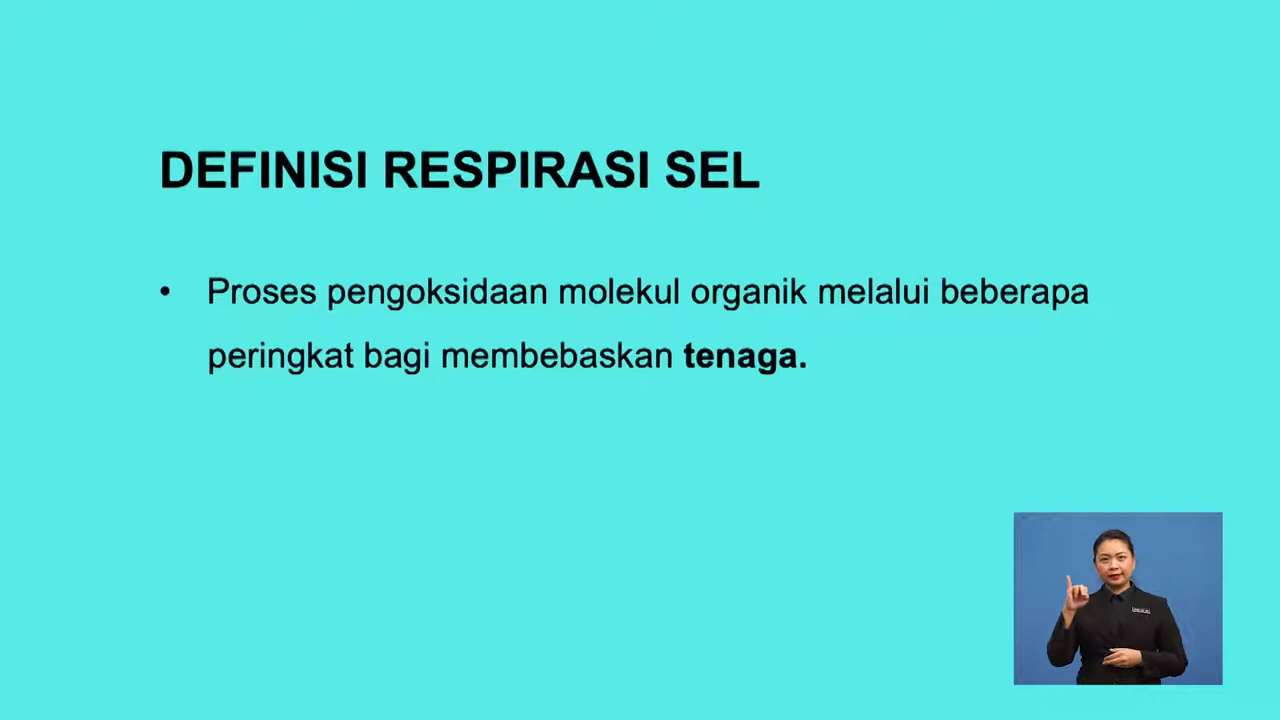 DEFINISI RESPIRASI SEL
• Proses pengoksidaan molekul organik melalui beberapa
peringkat bagi membebaskan tenaga.